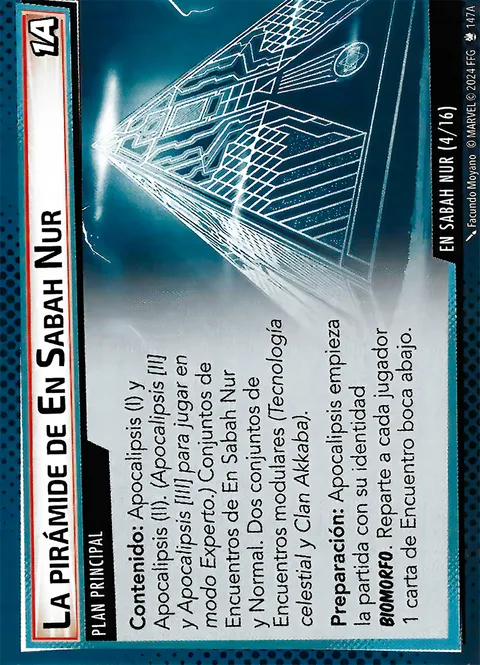 LA PIRÁMIDE DE EN SABAH NUR
1A
PLAN PRINCIPAL
Contenido: Apocalipsis (I) y
Apocalipsis (II). (Apocalipsis [II]
y Apocalipsis [III] para jugar en
modo Experto.) Conjuntos de
Encuentros de En Sabah Nur
y Normal. Dos conjuntos de
Encuentros modulares (Tecnología
celestial y Clan Akkaba).
Preparación: Apocalipsis empieza
la partida con su identidad
BIOMORFO. Reparte a cada jugador
1 carta de Encuentro boca abajo.
EN SABAH NUR (4/16)
Facundo Moyano © MARVEL © 2024 FFG 147A